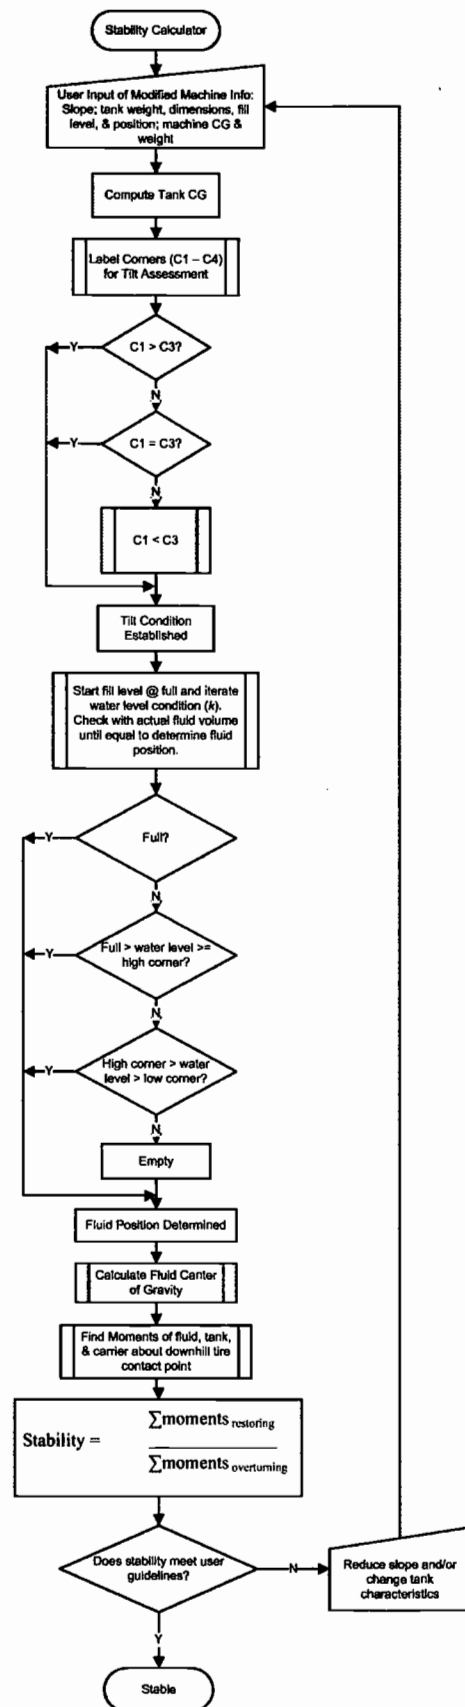 Stability Calculator
User Input of Modified Machine Info:
Slope; tank weight, dimensions, fill
level, & position; machine CG &
weight
Compute Tank CG
Label Corners (C1 – C4)
for Tilt Assessment
C1 > C3?
Y
N
C1 = C3?
Y
N
C1 < C3
Tilt Condition
Established
Start fill level @ full and iterate
water level condition (k).
Check with actual fluid volume
until equal to determine fluid
position.
Full?
Y
N
Full > water level >=
high corner?
Y
N
High corner > water
level > low corner?
Y
N
Empty
Fluid Position Determined
Calculate Fluid Canter
of Gravity
Find Moments of fluid, tank,
& carrier about downhill tire
contact point
Stability =
∑moments restoring
∑moments overturning
Does stability meet user
guidelines?
N
Reduce slope and/or
change tank
characteristics
Y
Stable